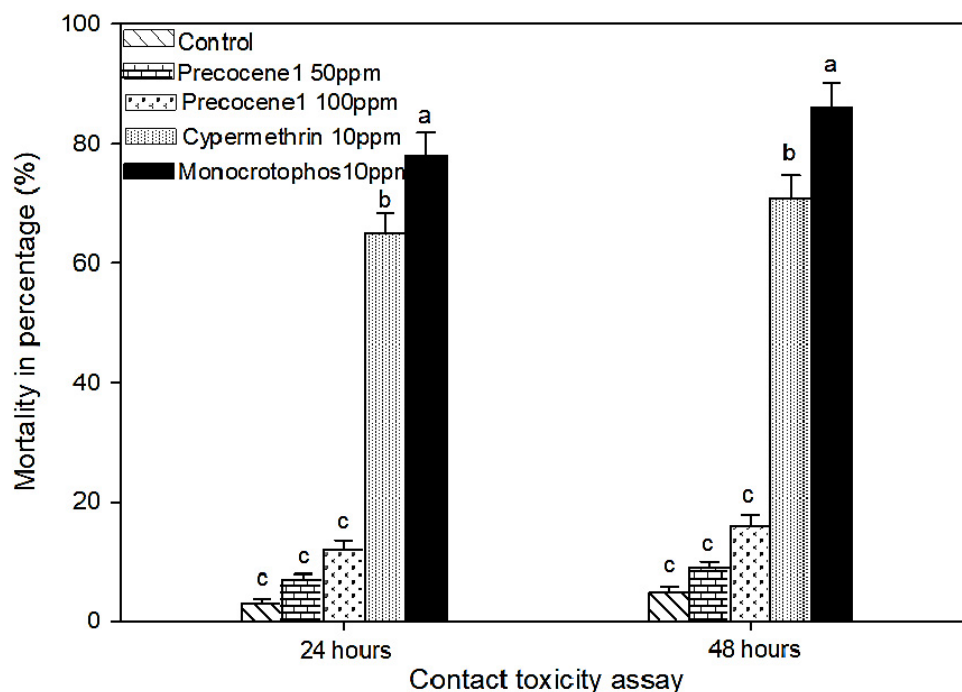 100
80
60
40
20
0
Mortality in percentage (%)
Control
Precocene1 50ppm
Precocene1 100ppm
Cypermethrin 10ppm
Monocrotophos10ppm
c
c
c
b
a
c
c
c
b
a
24 hours
48 hours
Contact toxicity assay